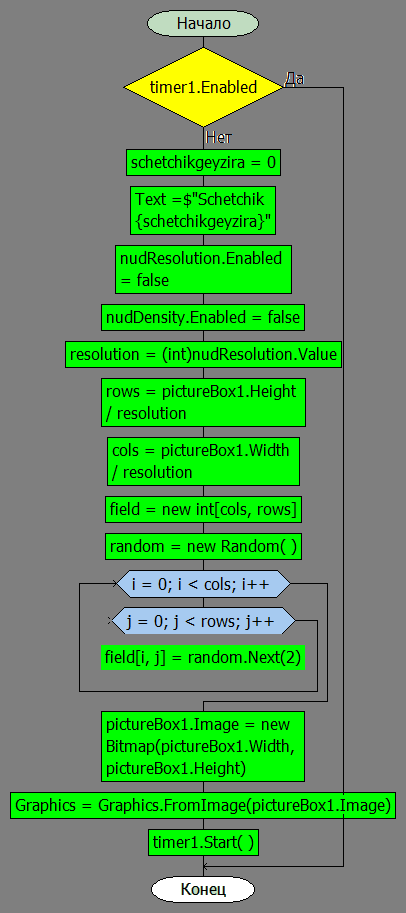 Начало
timer1.Enabled
Да
Нет
schetchikgeyzira = 0
Text =$"Schetchik
{schetchikgeyzira}"
nudResolution.Enabled
= false
nudDensity.Enabled = false
resolution = (int)nudResolution.Value
rows = pictureBox1.Height
/ resolution
cols = pictureBox1.Width
/ resolution
field = new int[cols, rows]
random = new Random( )
i = 0; i < cols; i++
j = 0; j < rows; j++
field[i, j] = random.Next(2)
pictureBox1.Image = new
Bitmap(pictureBox1.Width,
pictureBox1.Height)
Graphics = Graphics.FromImage(pictureBox1.Image)
timer1.Start( )
Конец